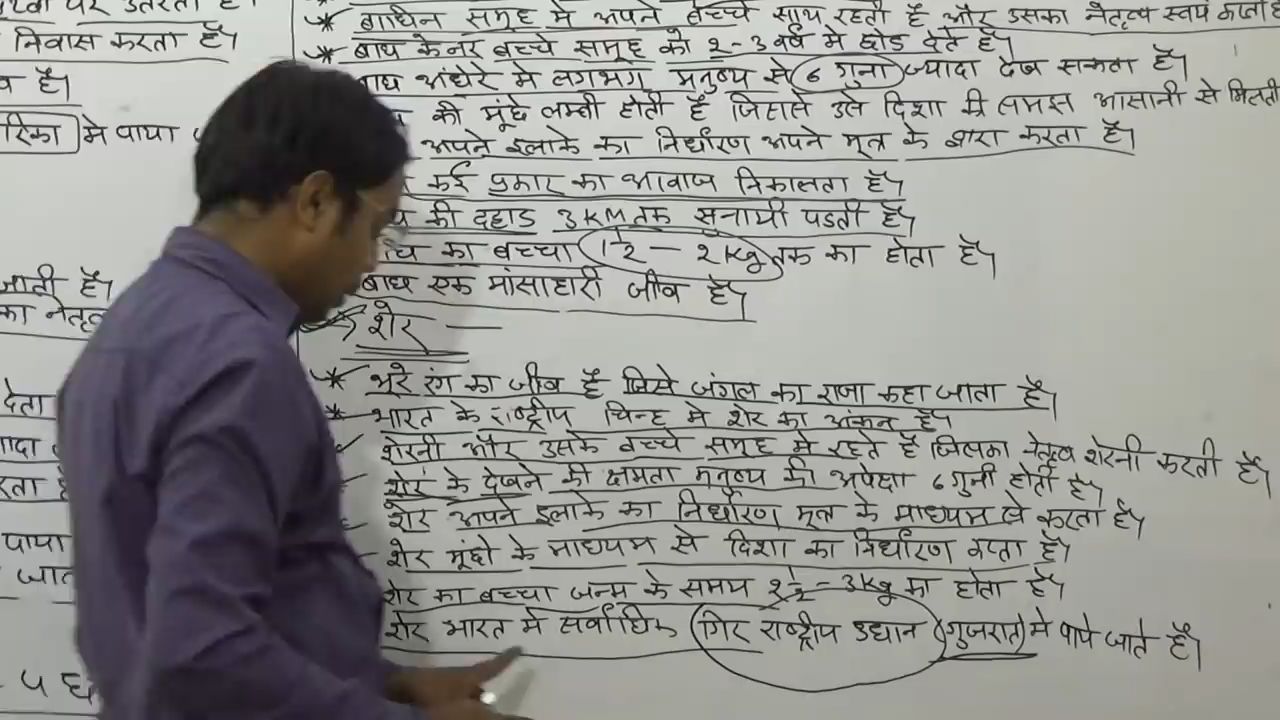 पर उतरता है।
निवास करता है।
है।
रिका में पाया
जाती है।
का नेतृत्व
देता
पाया
जात
- 5 घ
* बाघिन समूह में अपने बच्चे साथ रहती है और उसका नेतृत्व स्वयं करती है
* बाघ के नर बच्चे समूह को 2-3 वर्ष में छोड देते है।
बाघ अंधेरे में लगभग मनुष्य से 6 गुना ज्यादा देख सकता है।
की मूंछे लम्बी होती है जिससे उसे दिशा की समझ आसानी से मिलती
अपने इलाके का निर्धारण अपने मूत्र के द्वारा करता है।
कई प्रकार का आवाज निकालता है।
की दहाड 3KM तक सुनायी पडती है।
का बच्चा 1½ - 2Kg तक का होता है।
बाघ एक मांसाहारी जीव है।
शेर —
* भूरे रंग का जीव है जिसे जंगल का राजा कहा जाता है।
* भारत के राष्ट्रीय चिन्ह में शेर का अंकन है।
शेरनी और उसके बच्चे समूह में रहते है जिसका नेतृत्व शेरनी करती है।
शेर के देखने की क्षमता मनुष्य की अपेक्षा 6 गुनी होती है।
शेर अपने इलाके का निर्धारण मूत्र के माध्यम से करता है।
शेर मूंछो के माध्यम से दिशा का निर्धारण करता है।
शेर का बच्चा जन्म के समय 2½ - 3Kg का होता है।
शेर भारत में सर्वाधिक गिर राष्ट्रीय उद्यान (गुजरात) में पाये जाते है।